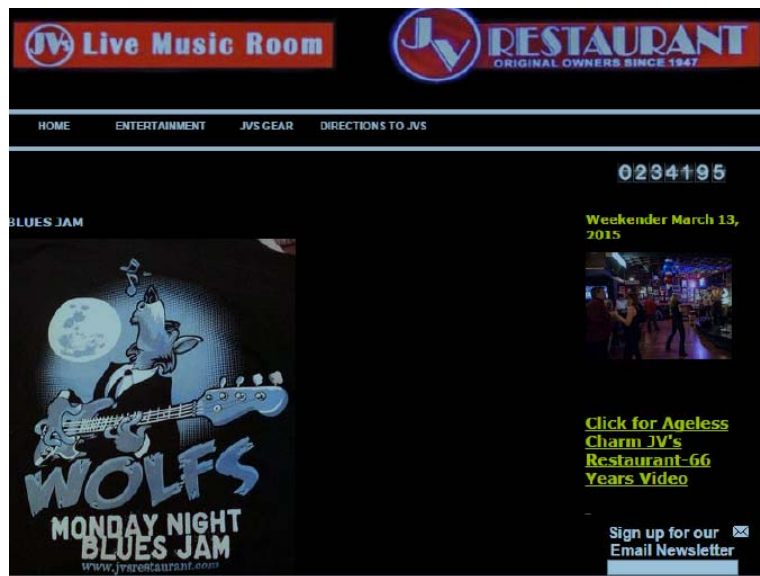 JVs Live Music Room
JV RESTAURANT
ORIGINAL OWNERS SINCE 1947
HOME ENTERTAINMENT JVS GEAR DIRECTIONS TO JVS
0234195
BLUES JAM
WOLFS
MONDAY NIGHT
BLUES JAM
www.jvsrestaurant.com
Weekender March 13,
2015
Click for Ageless
Charm JV's
Restaurant-66
Years Video
Sign up for our
Email Newsletter